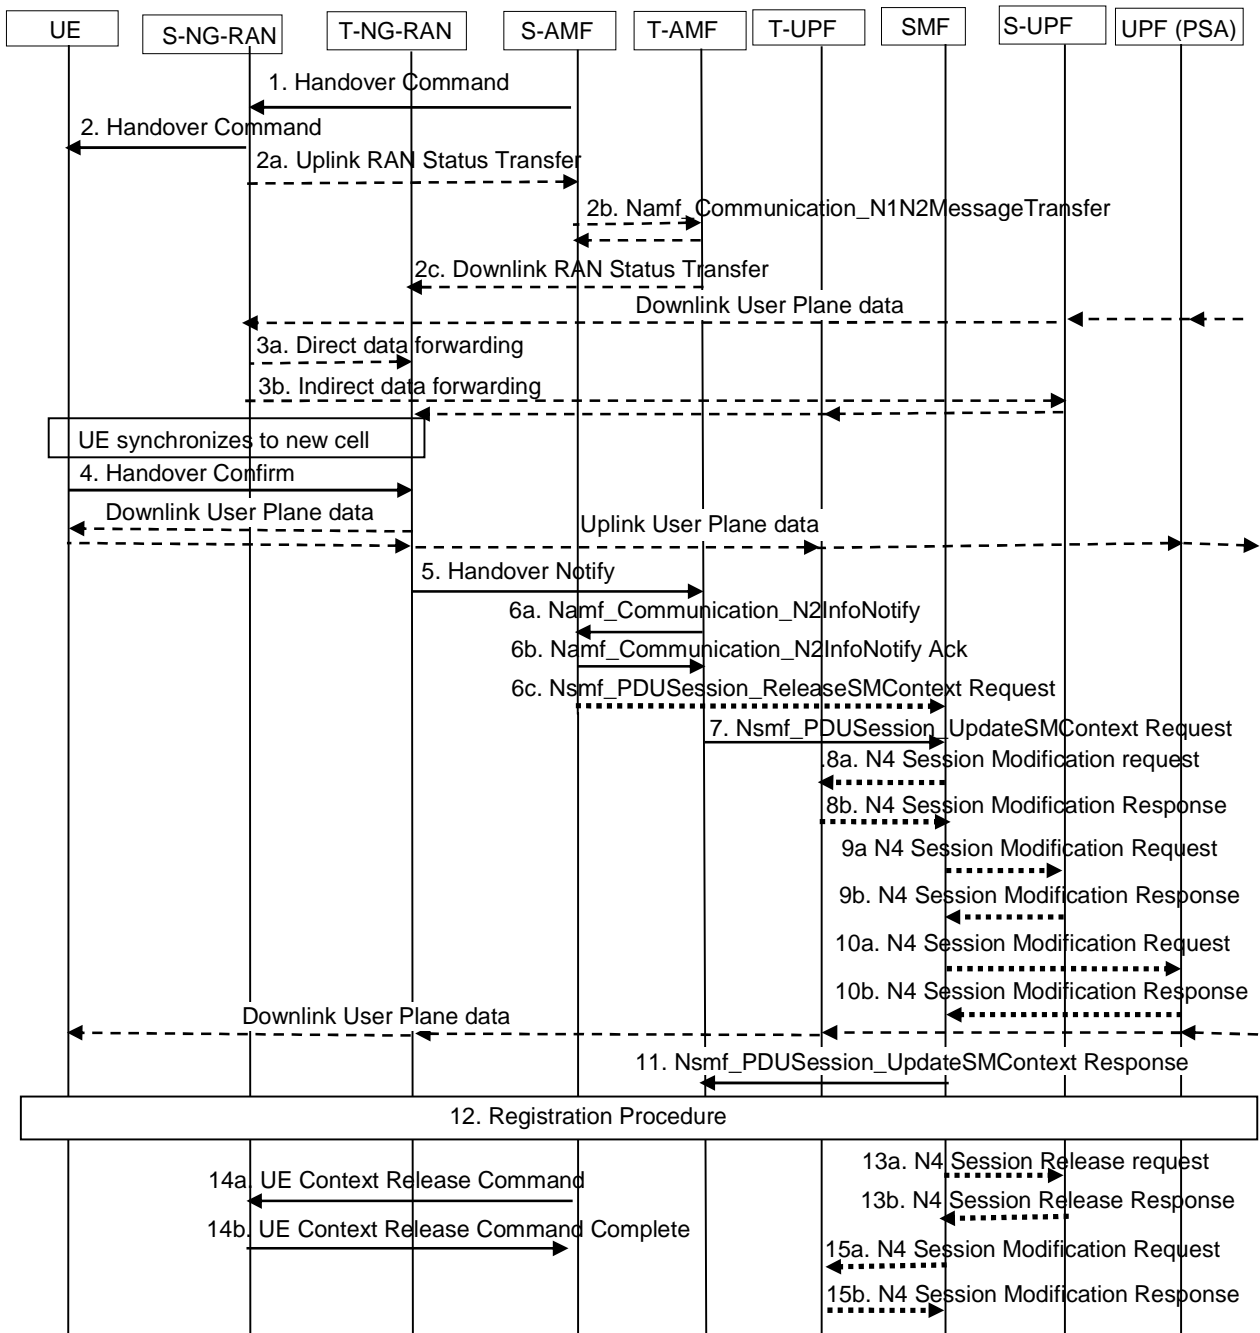 UE
S-NG-RAN
T-NG-RAN
S-AMF
T-AMF
T-UPF
SMF
S-UPF
UPF (PSA)
1. Handover Command
2. Handover Command
2a. Uplink RAN Status Transfer
2b. Namf_Communication_N1N2MessageTransfer
2c. Downlink RAN Status Transfer
Downlink User Plane data
3a. Direct data forwarding
3b. Indirect data forwarding
UE synchronizes to new cell
4. Handover Confirm
Downlink User Plane data
Uplink User Plane data
5. Handover Notify
6a. Namf_Communication_N2InfoNotify
6b. Namf_Communication_N2InfoNotify Ack
6c. Nsmf_PDUSession_ReleaseSMContext Request
7. Nsmf_PDUSession_UpdateSMContext Request
.8a. N4 Session Modification request
8b. N4 Session Modification Response
9a N4 Session Modification Request
9b. N4 Session Modification Response
10a. N4 Session Modification Request
10b. N4 Session Modification Response
Downlink User Plane data
11. Nsmf_PDUSession_UpdateSMContext Response
12. Registration Procedure
13a. N4 Session Release request
14a. UE Context Release Command
13b. N4 Session Release Response
14b. UE Context Release Command Complete
15a. N4 Session Modification Request
15b. N4 Session Modification Response